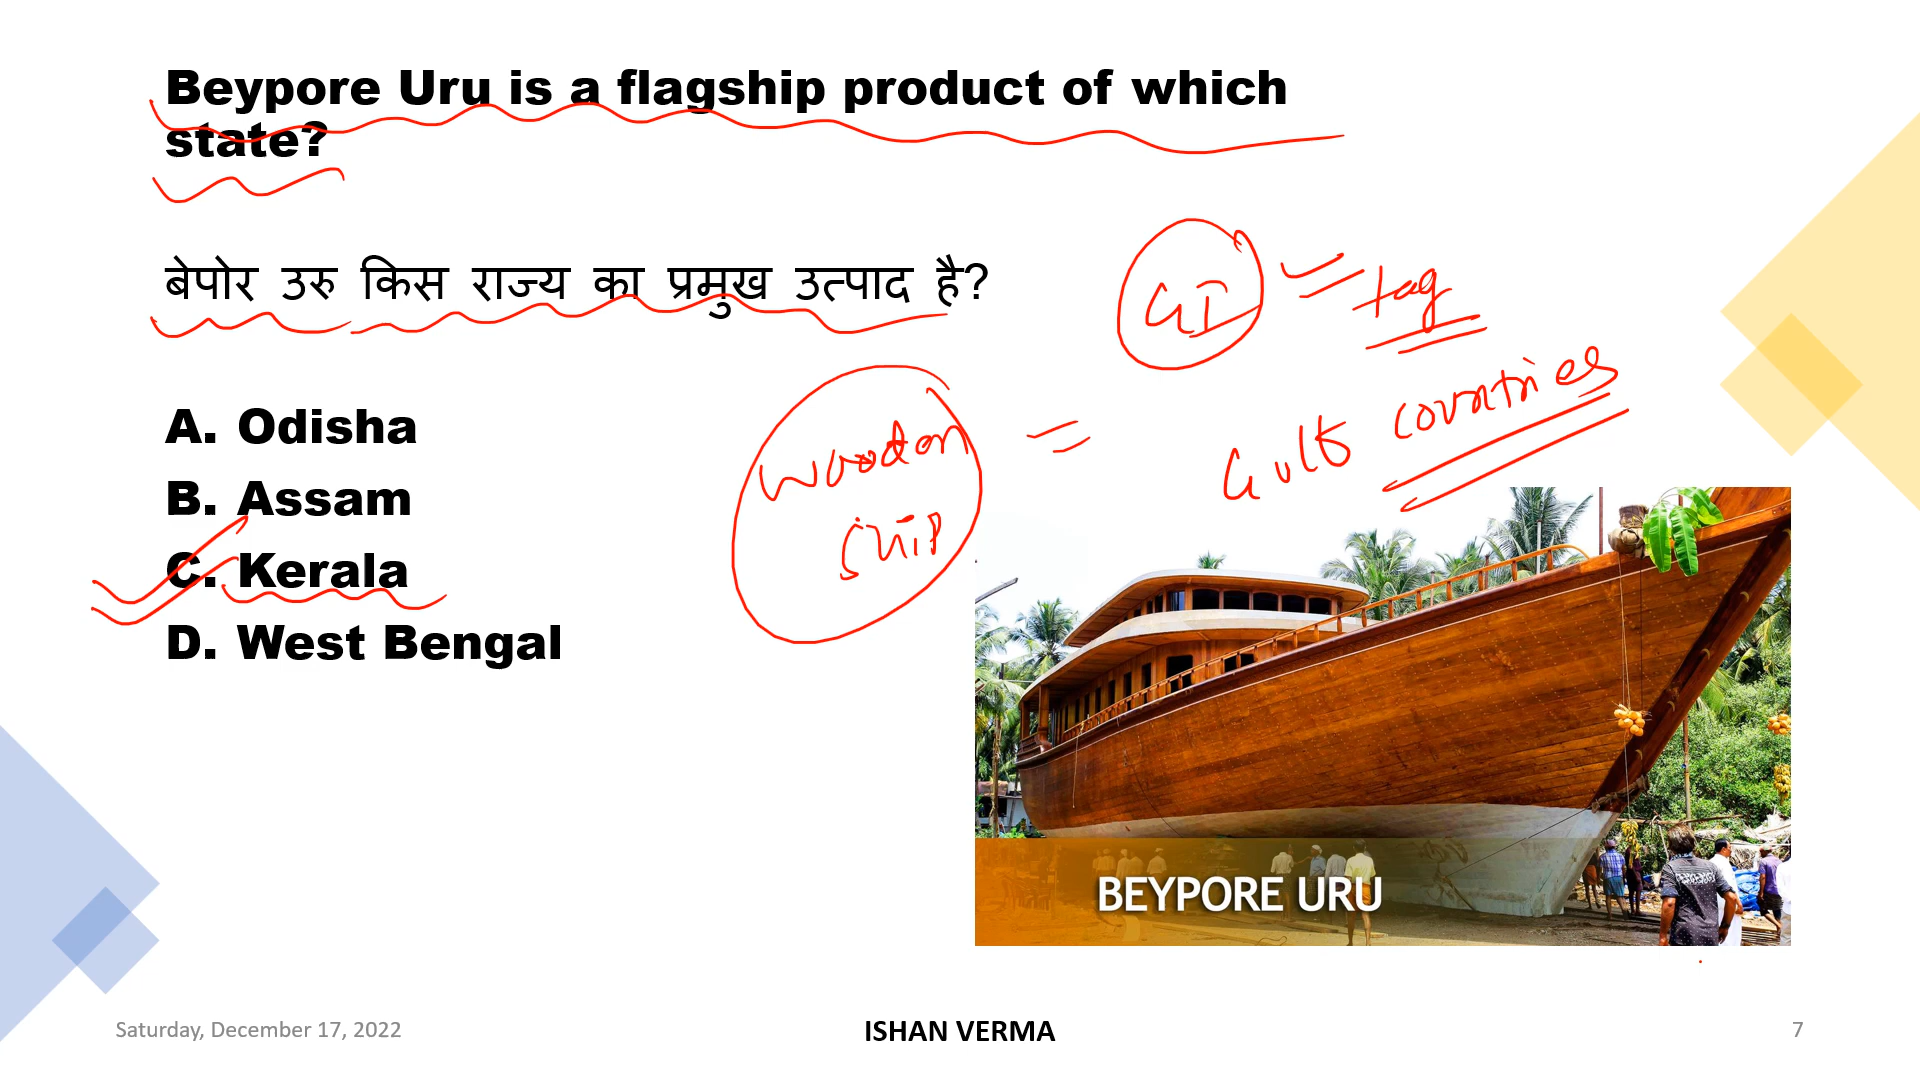 Beypore Uru is a flagship product of which
state?
बेपोर उरु किस राज्य का प्रमुख उत्पाद है?
GI = tag
A. Odisha
B. Assam
C. Kerala
D. West Bengal
wooden =
ship
Gulf countries
BEYPORE URU
Saturday, December 17, 2022
ISHAN VERMA
7